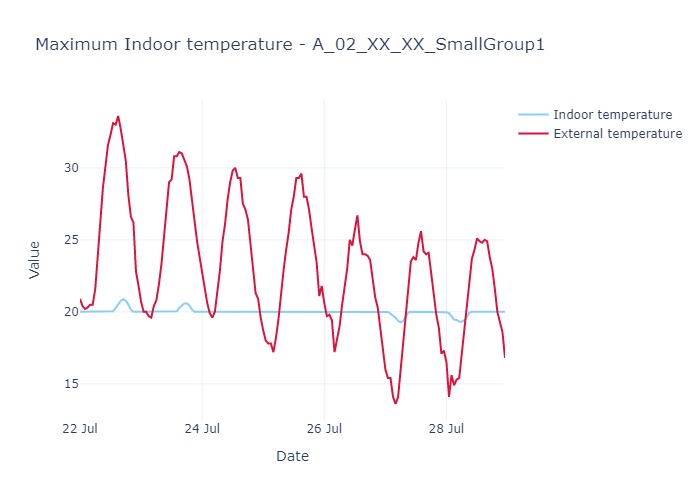 Maximum Indoor temperature - A_02_XX_XX_SmallGroup1
Indoor temperature
External temperature
Value
30
25
20
15
22 Jul
24 Jul
26 Jul
28 Jul
Date